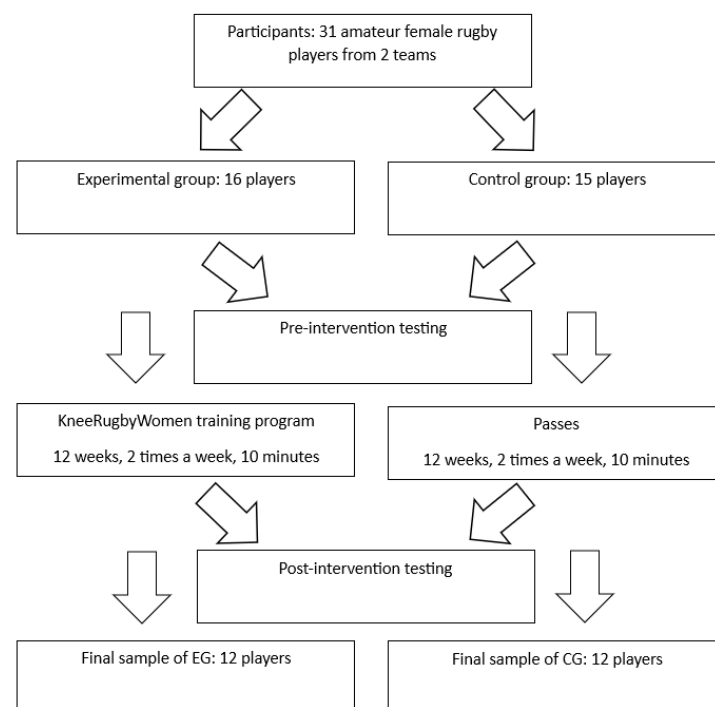 Participants: 31 amateur female rugby
players from 2 teams
Experimental group: 16 players
Control group: 15 players
Pre-intervention testing
KneeRugbyWomen training program
12 weeks, 2 times a week, 10 minutes
Passes
12 weeks, 2 times a week, 10 minutes
Post-intervention testing
Final sample of EG: 12 players
Final sample of CG: 12 players